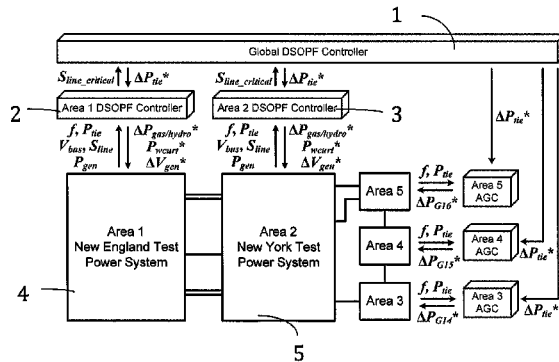 1
Global DSOPF Controller
S_line_critical ΔP_tie*
S_line_critical ΔP_tie*
ΔP_tie*
2
Area 1 DSOPF Controller
Area 2 DSOPF Controller
3
f, P_tie
V_bus, S_line
P_gen
ΔP_gas/hydro*
P_wcurt*
ΔV_gen*
f, P_tie
V_bus, S_line
P_gen
ΔP_gas/hydro*
P_wcurt*
ΔV_gen*
Area 1
New England Test
Power System
4
Area 2
New York Test
Power System
5
Area 5
f, P_tie
ΔP_G16*
Area 5
AGC
Area 4
f, P_tie
ΔP_G15*
Area 4
AGC
ΔP_tie*
Area 3
f, P_tie
ΔP_G14*
Area 3
AGC
ΔP_tie*